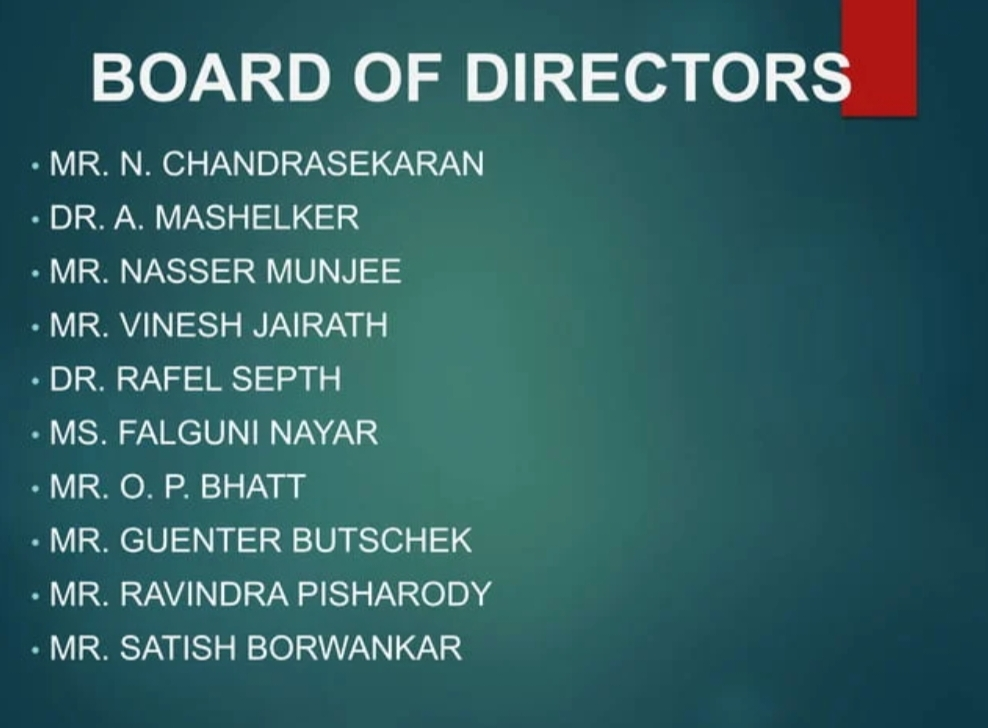 BOARD OF DIRECTORS
• MR. N. CHANDRASEKARAN
• DR. A. MASHELKER
• MR. NASSER MUNJEE
• MR. VINESH JAIRATH
• DR. RAFEL SEPTH
• MS. FALGUNI NAYAR
• MR. O. P. BHATT
• MR. GUENTER BUTSCHEK
• MR. RAVINDRA PISHARODY
• MR. SATISH BORWANKAR